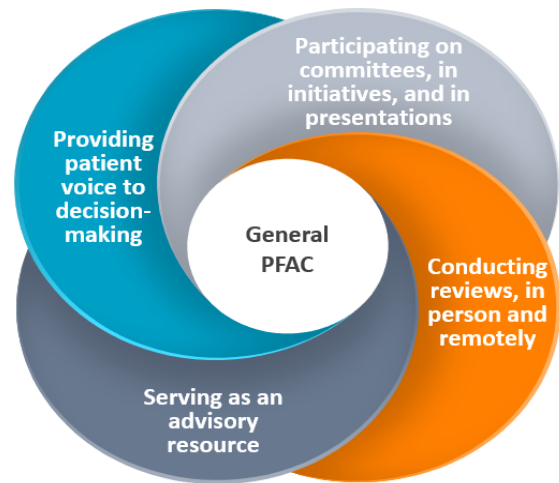 Participating on
committees, in
initiatives, and in
presentations
Providing
patient
voice to
decision-
making
General
PFAC
Conducting
reviews, in
person and
remotely
Serving as an
advisory
resource